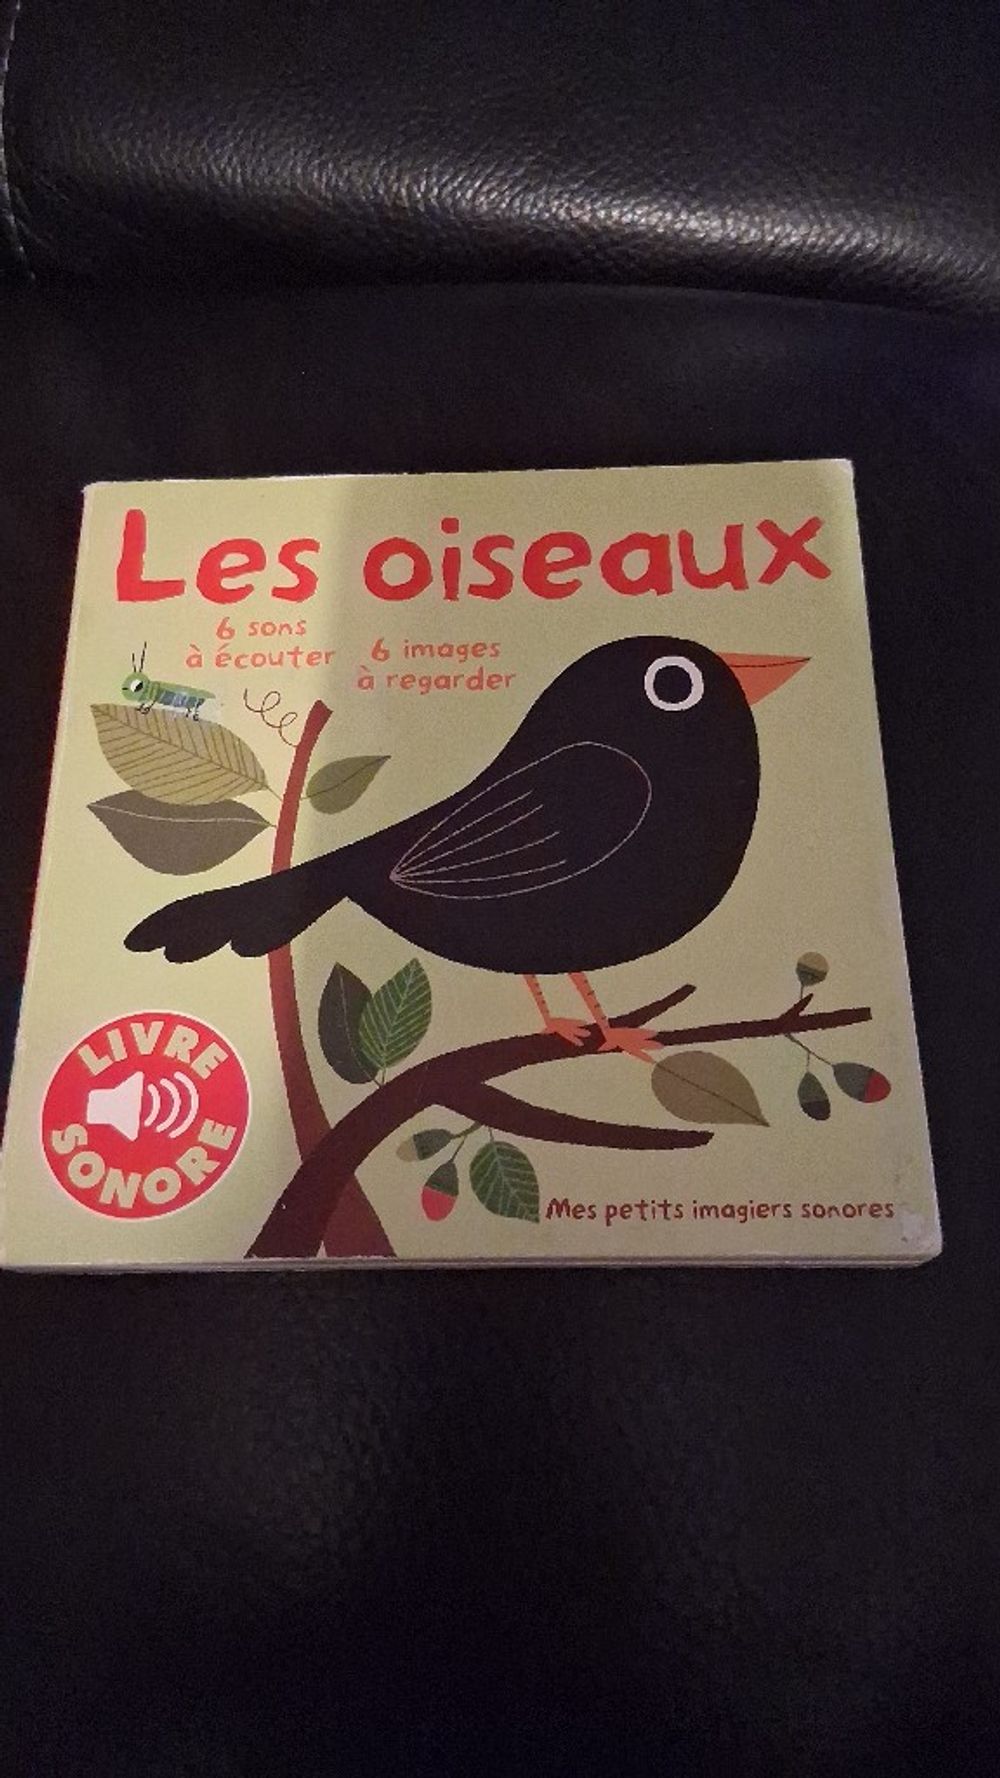 Les oiseaux
6 sons
à écouter
6 images
à regarder
LIVRE
SONORE
Mes petits imagiers sonores